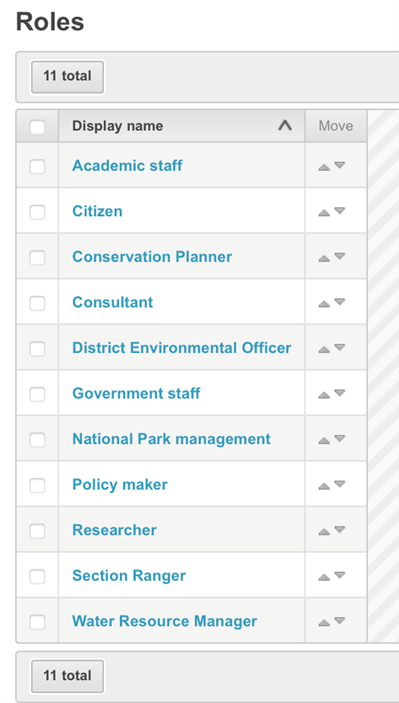 Roles
11 total
Display name Move
Academic staff
Citizen
Conservation Planner
Consultant
District Environmental Officer
Government staff
National Park management
Policy maker
Researcher
Section Ranger
Water Resource Manager
11 total